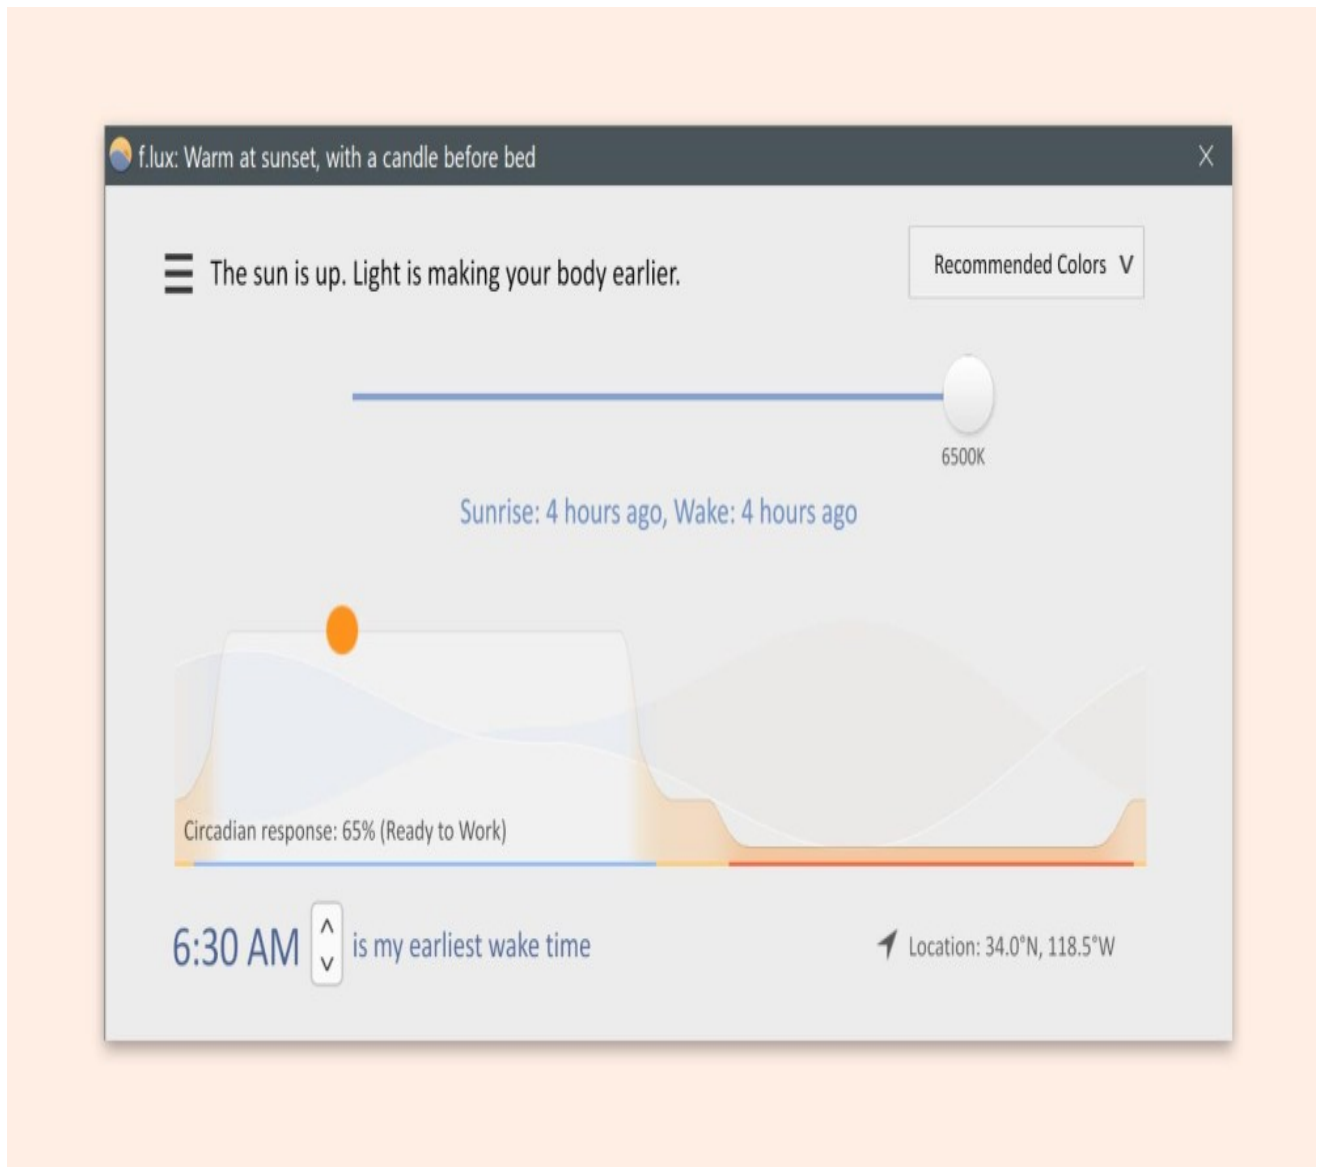 f.lux: Warm at sunset, with a candle before bed
X
The sun is up. Light is making your body earlier.
Recommended Colors
6500K
Sunrise: 4 hours ago, Wake: 4 hours ago
Circadian response: 65% (Ready to Work)
6:30 AM is my earliest wake time
Location: 34.0°N, 118.5°W